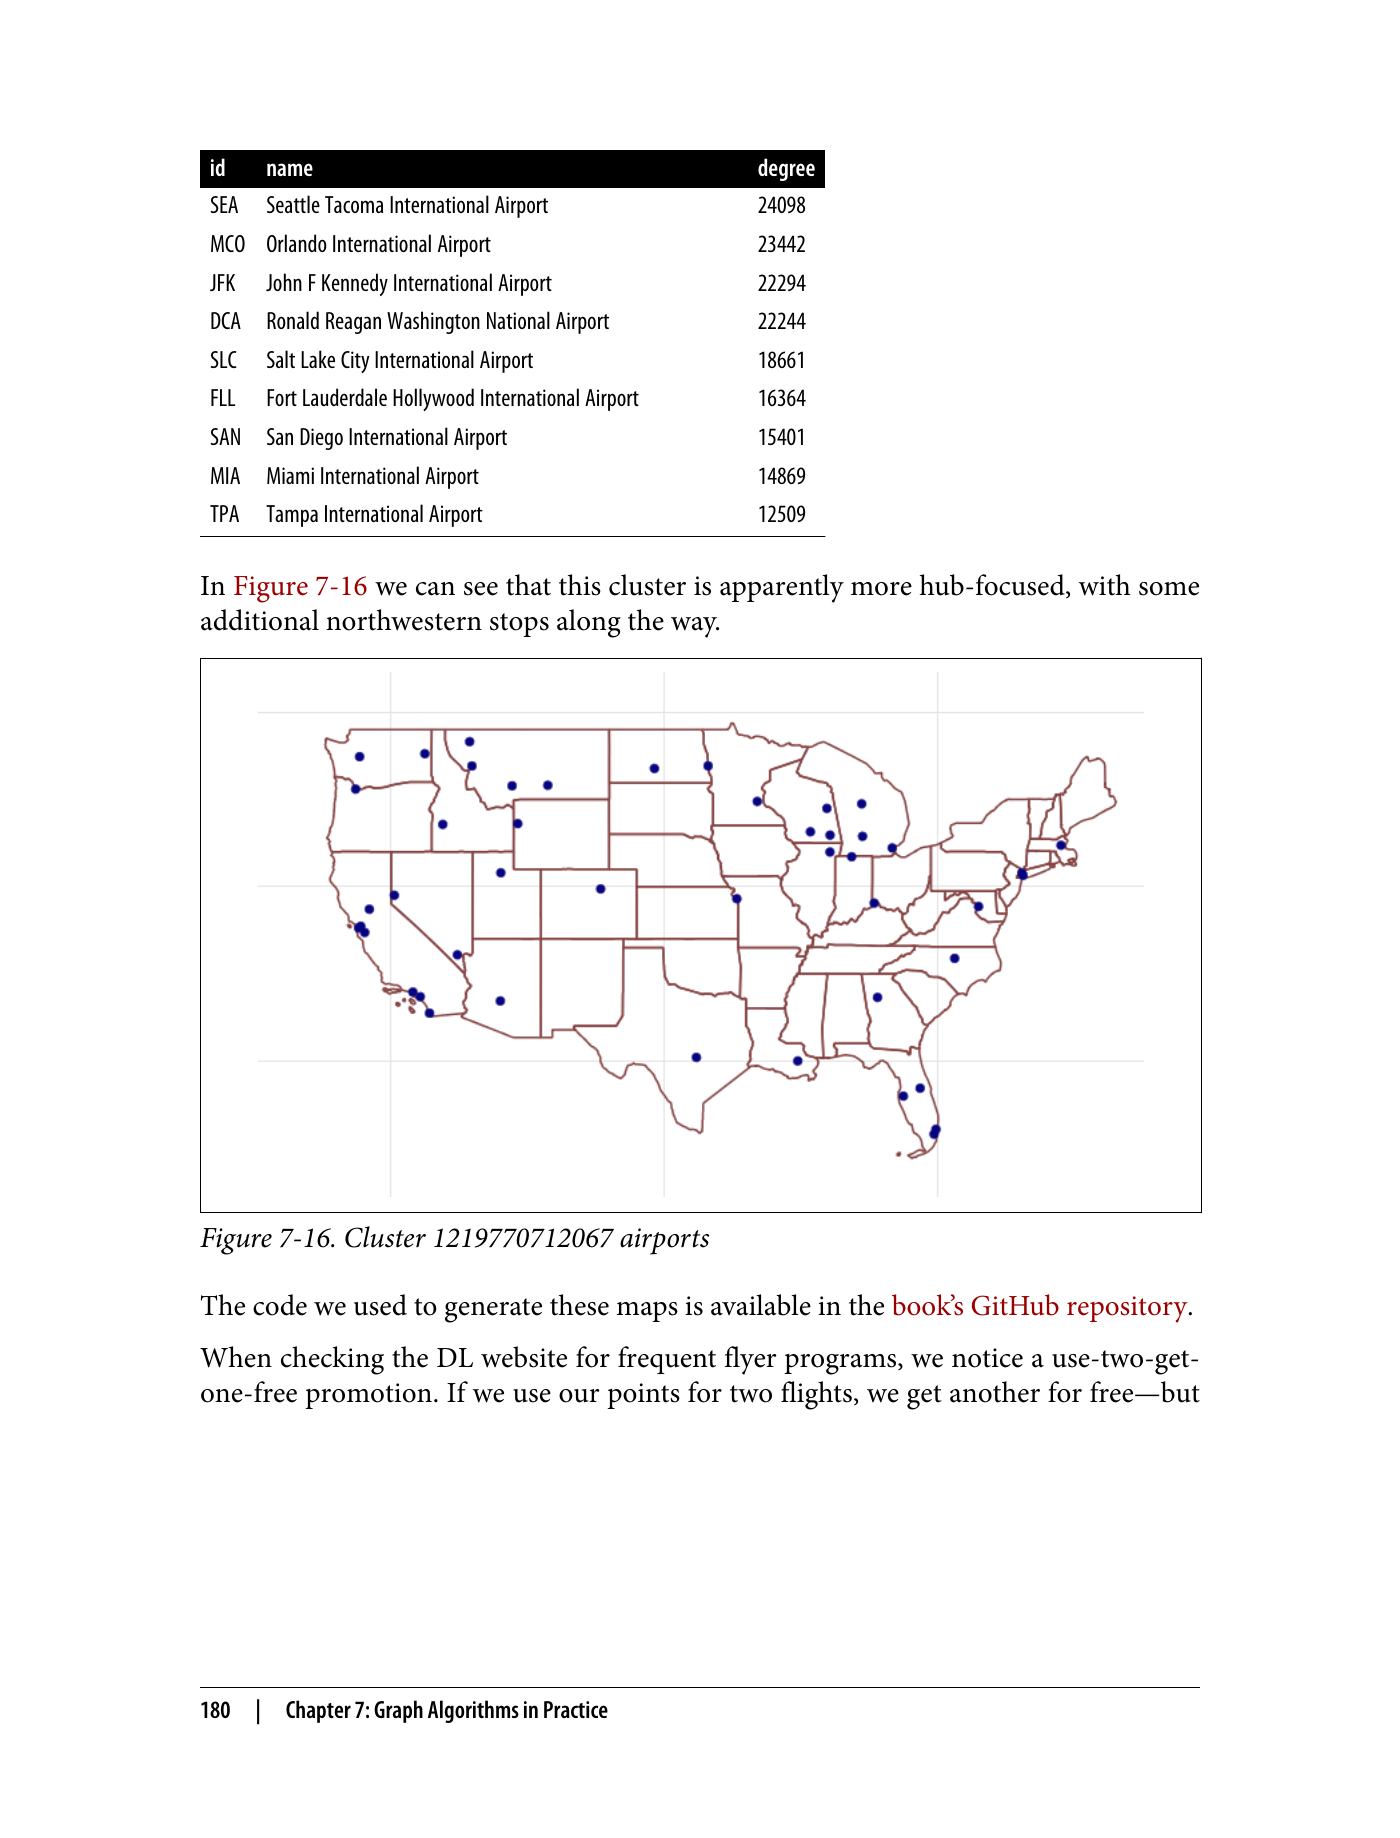 id name degree
SEA Seattle Tacoma International Airport 24098
MCO Orlando International Airport 23442
JFK John F Kennedy International Airport 22294
DCA Ronald Reagan Washington National Airport 22244
SLC Salt Lake City International Airport 18661
FLL Fort Lauderdale Hollywood International Airport 16364
SAN San Diego International Airport 15401
MIA Miami International Airport 14869
TPA Tampa International Airport 12509
In Figure 7-16 we can see that this cluster is apparently more hub-focused, with some
additional northwestern stops along the way.
Figure 7-16. Cluster 1219770712067 airports
The code we used to generate these maps is available in the book’s GitHub repository.
When checking the DL website for frequent flyer programs, we notice a use-two-get-
one-free promotion. If we use our points for two flights, we get another for free—but
180 | Chapter 7: Graph Algorithms in Practice